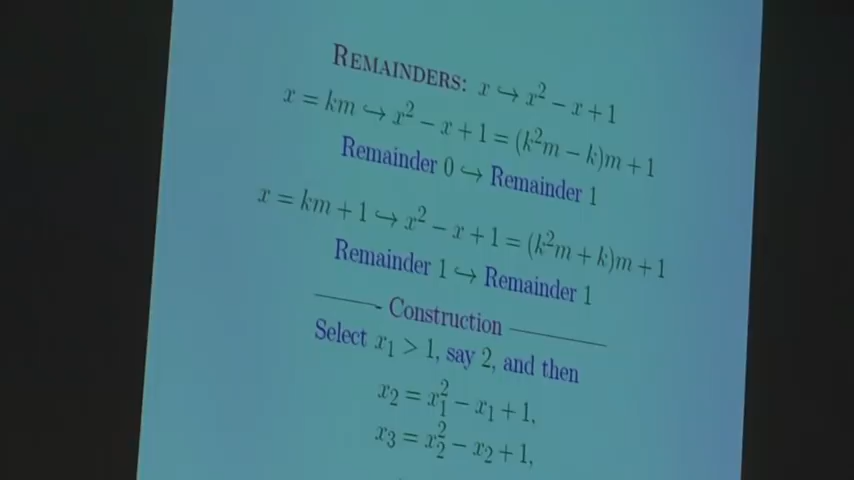 REMAINDERS: x ↪ x² − x + 1
x = km ↪ x² − x + 1 = (k²m − k)m + 1
Remainder 0 ↪ Remainder 1
x = km + 1 ↪ x² − x + 1 = (k²m + k)m + 1
Remainder 1 ↪ Remainder 1
Construction
Select x₁ > 1, say 2, and then
x₂ = x₁² − x₁ + 1,
x₃ = x₂² − x₂ + 1,